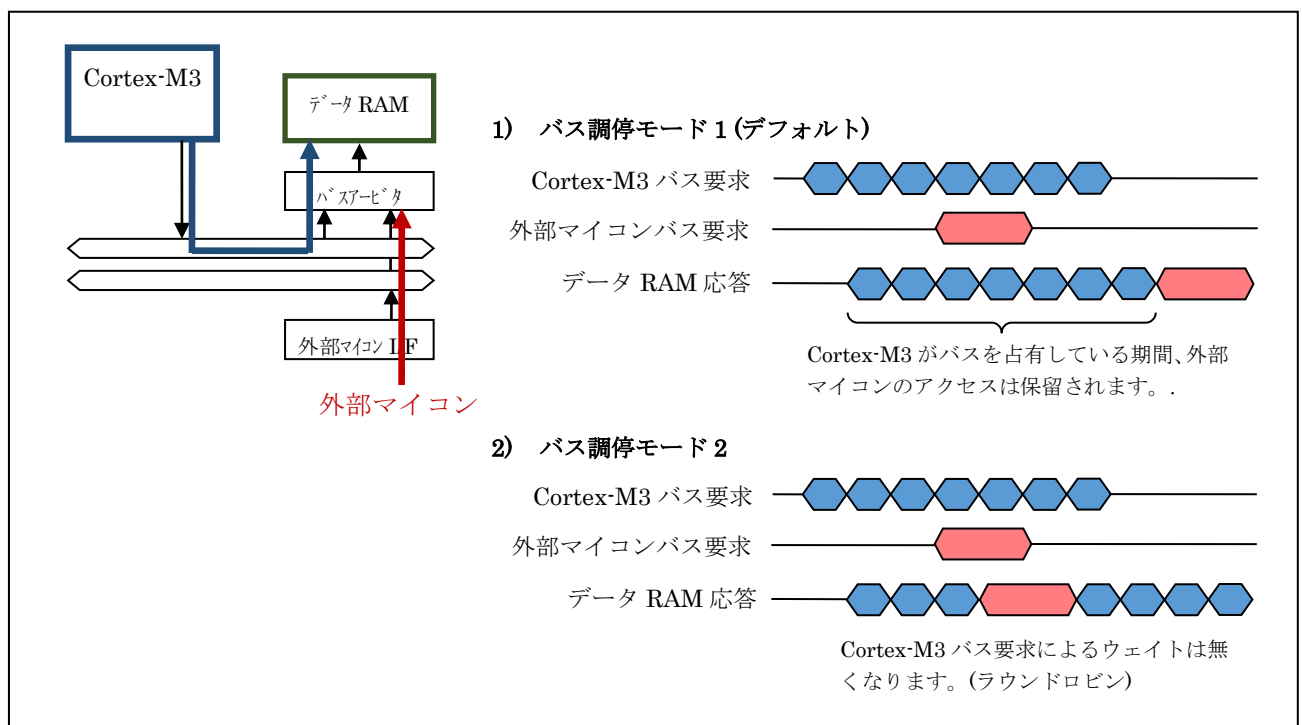 Cortex-M3
ﾃﾞｰﾀ RAM
ﾊﾞｽｱｰﾋﾞﾀ
外部ﾏｲｺﾝ I/F
外部マイコン
1) バス調停モード 1 (デフォルト)
Cortex-M3 バス要求
外部マイコンバス要求
データ RAM 応答
Cortex-M3 がバスを占有している期間、外部
マイコンのアクセスは保留されます。.
2) バス調停モード 2
Cortex-M3 バス要求
外部マイコンバス要求
データ RAM 応答
Cortex-M3 バス要求によるウェイトは無
くなります。(ラウンドロビン)